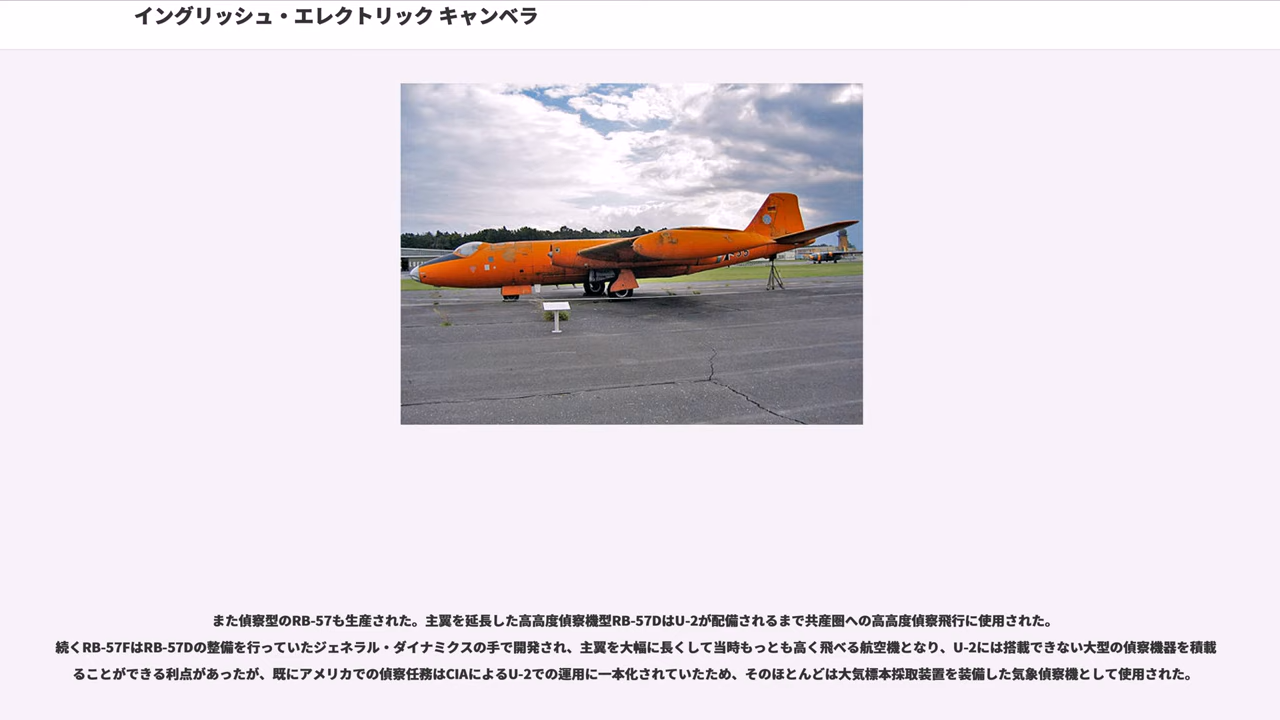 イングリッシュ・エレクトリック キャンベラ
また偵察型のRB-57も生産された。主翼を延長した高高度偵察機型RB-57DはU-2が配備されるまで共産圏への高高度偵察飛行に使用された。
続くRB-57FはRB-57Dの整備を行っていたジェネラル・ダイナミクスの手で開発され、主翼を大幅に長くして当時もっとも高く飛べる航空機となり、U-2には搭載できない大型の偵察機器を積載
ることができる利点があったが、既にアメリカでの偵察任務はCIAによるU-2での運用に一本化されていたため、そのほとんどは大気標本採取装置を装備した気象偵察機として使用された。